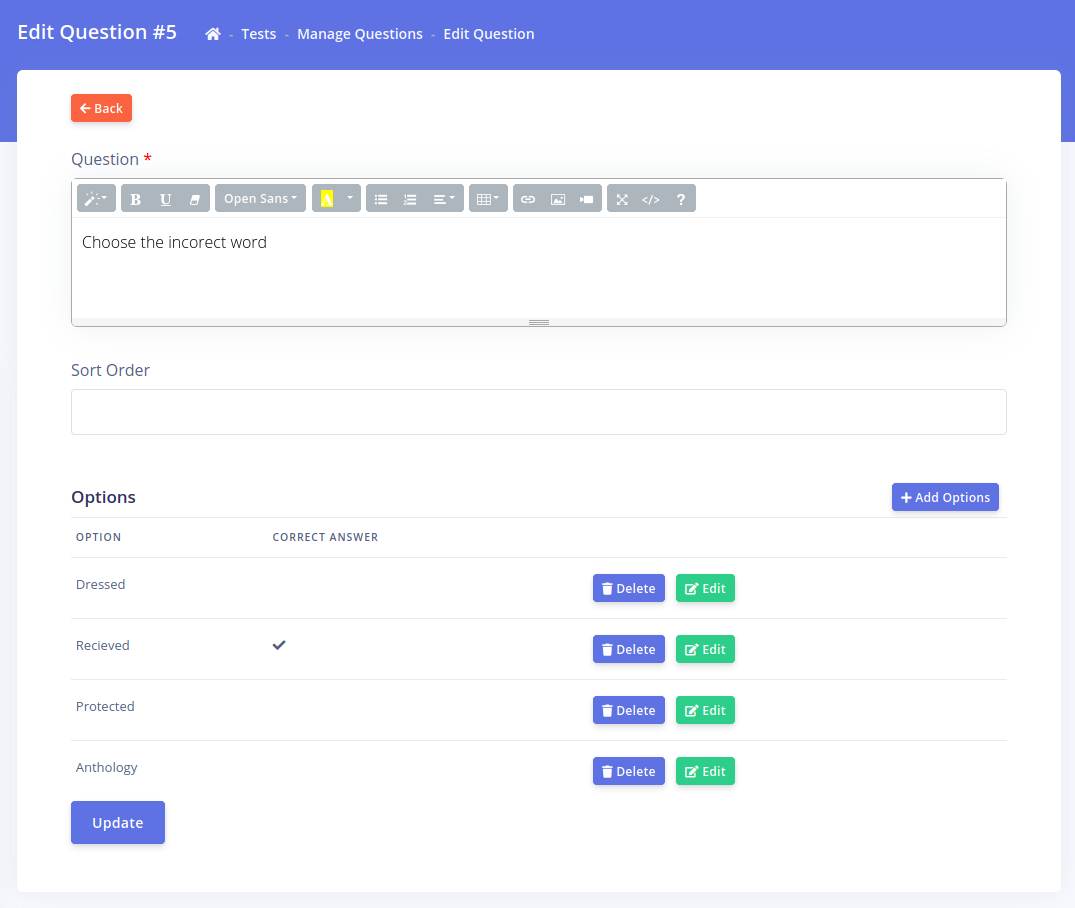 Edit Question #5 - Tests - Manage Questions - Edit Question
Back
Question *
B U Open Sans A </> ?
Choose the incorect word
Sort Order
Options Add Options
OPTION CORRECT ANSWER
Dressed Delete Edit
Recieved Delete Edit
Protected Delete Edit
Anthology Delete Edit
Update